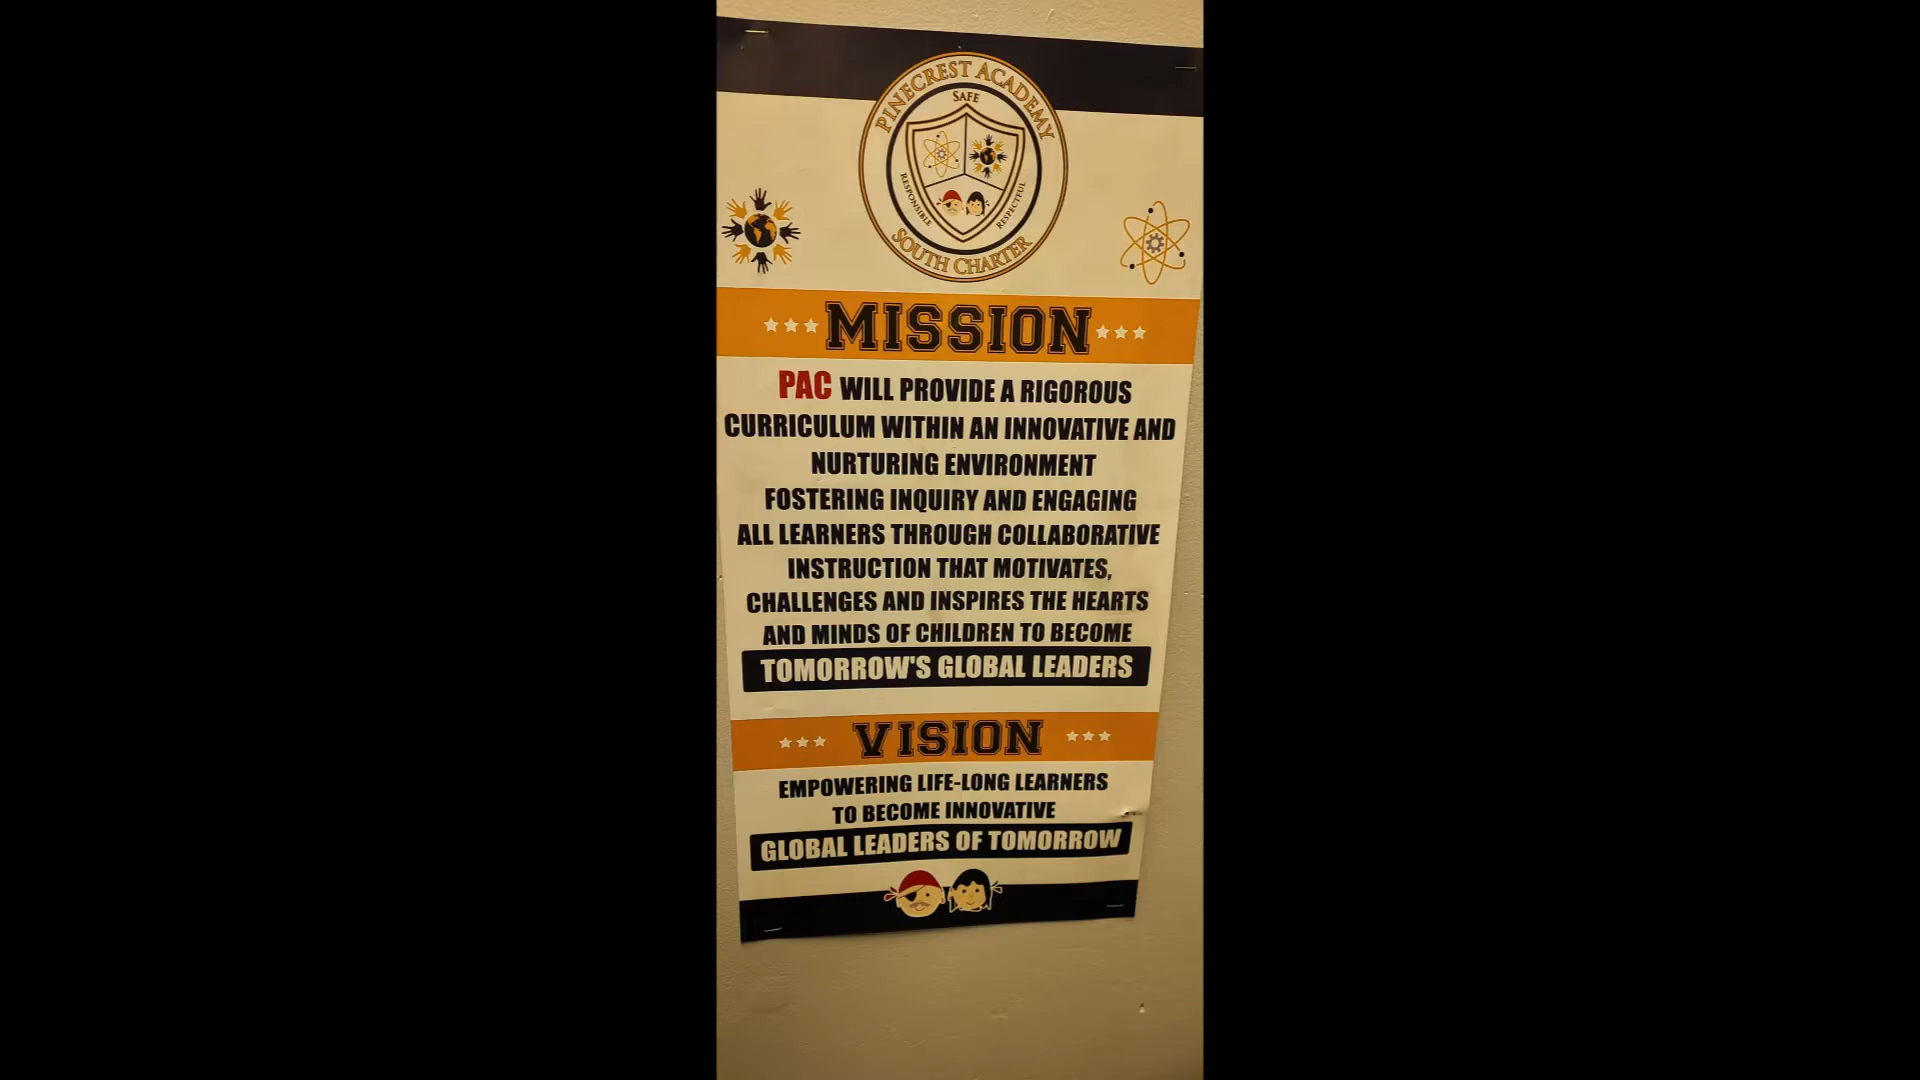 PINECREST ACADEMY
SAFE
RESPONSIBLE
RESPECTFUL
SOUTH CHARTER
MISSION
PAC WILL PROVIDE A RIGOROUS
CURRICULUM WITHIN AN INNOVATIVE AND
NURTURING ENVIRONMENT
FOSTERING INQUIRY AND ENGAGING
ALL LEARNERS THROUGH COLLABORATIVE
INSTRUCTION THAT MOTIVATES,
CHALLENGES AND INSPIRES THE HEARTS
AND MINDS OF CHILDREN TO BECOME
TOMORROW'S GLOBAL LEADERS
VISION
EMPOWERING LIFE-LONG LEARNERS
TO BECOME INNOVATIVE
GLOBAL LEADERS OF TOMORROW